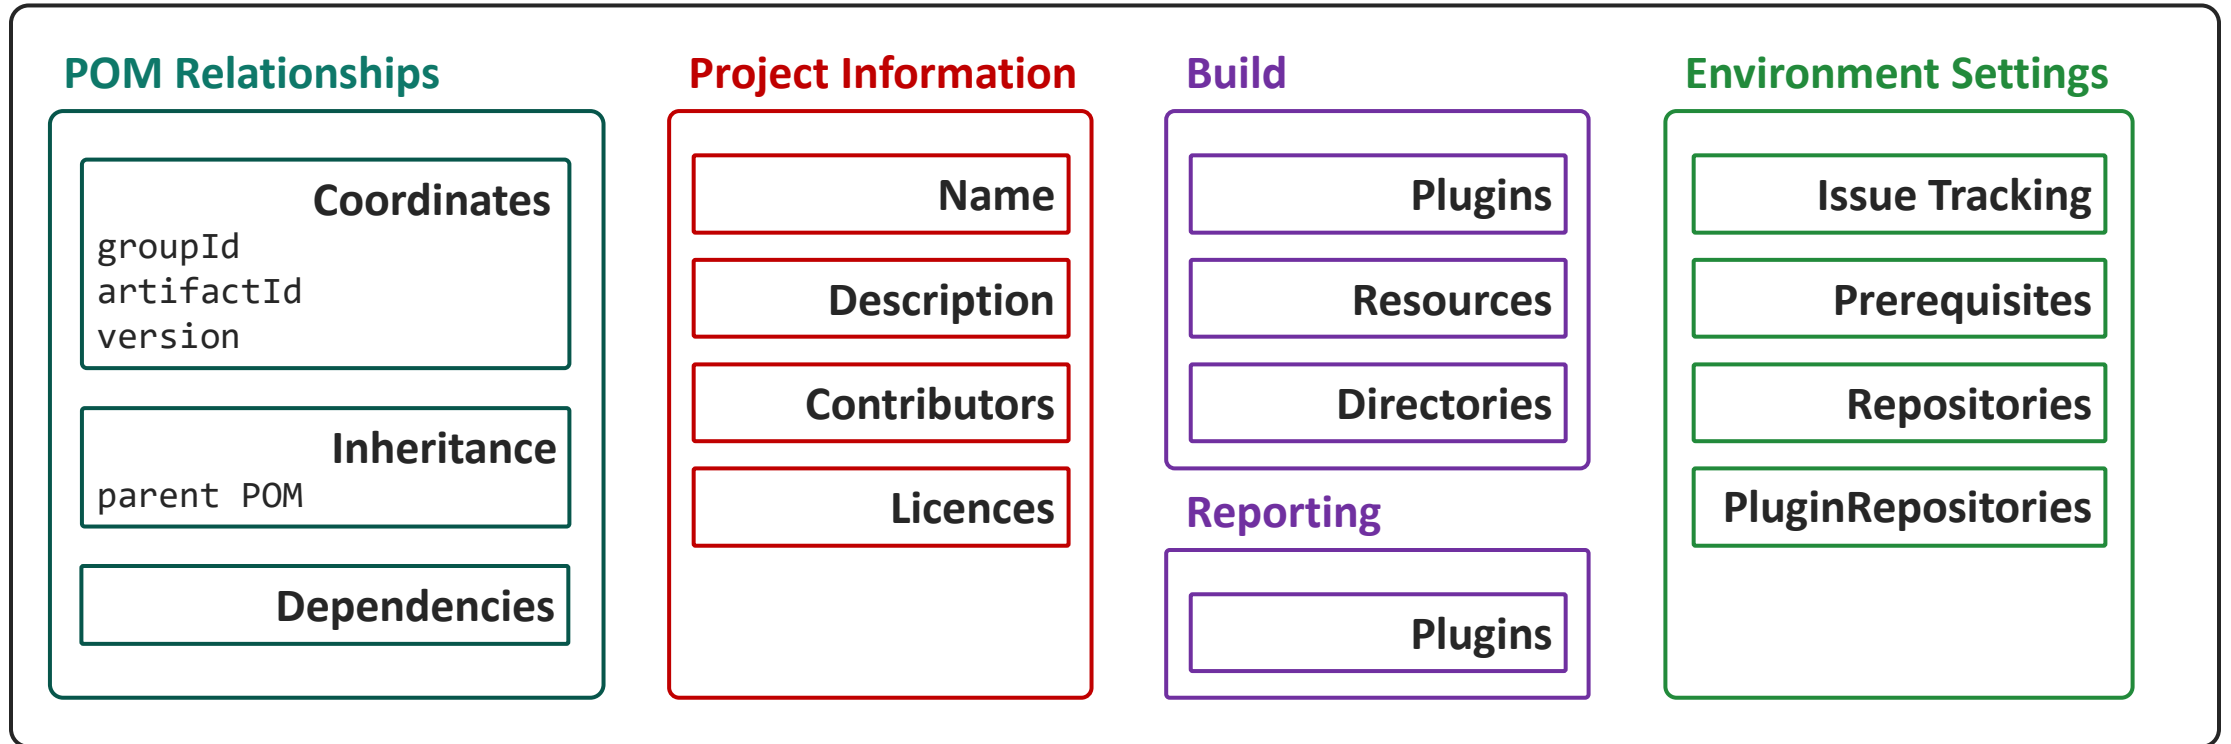 POM Relationships
Coordinates
groupId
artifactId
version
Inheritance
parent POM
Dependencies
Project Information
Name
Description
Contributors
Licences
Build
Plugins
Resources
Directories
Reporting
Plugins
Environment Settings
Issue Tracking
Prerequisites
Repositories
PluginRepositories